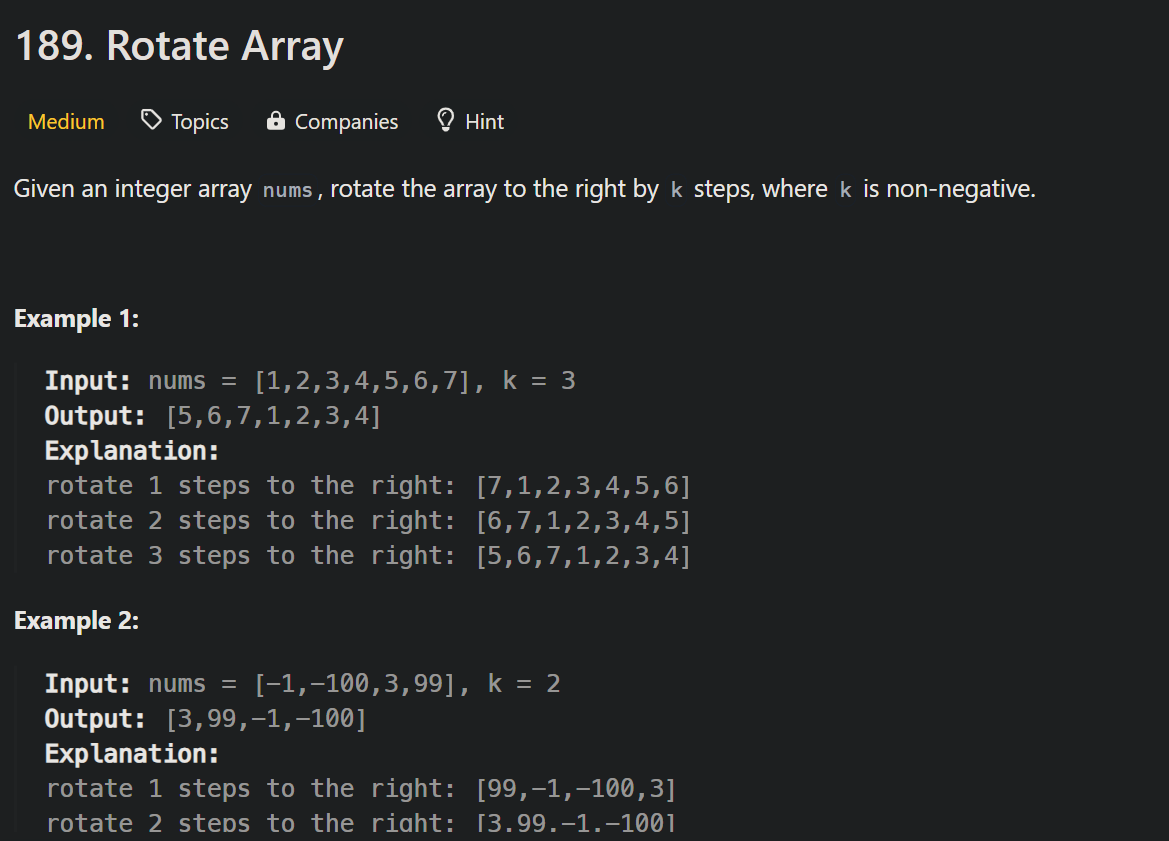 189. Rotate Array
Medium Topics Companies Hint
Given an integer array nums, rotate the array to the right by k steps, where k is non-negative.
Example 1:
Input: nums = [1,2,3,4,5,6,7], k = 3
Output: [5,6,7,1,2,3,4]
Explanation:
rotate 1 steps to the right: [7,1,2,3,4,5,6]
rotate 2 steps to the right: [6,7,1,2,3,4,5]
rotate 3 steps to the right: [5,6,7,1,2,3,4]
Example 2:
Input: nums = [-1,-100,3,99], k = 2
Output: [3,99,-1,-100]
Explanation:
rotate 1 steps to the right: [99,-1,-100,3]
rotate 2 steps to the right: [3,99,-1,-100]